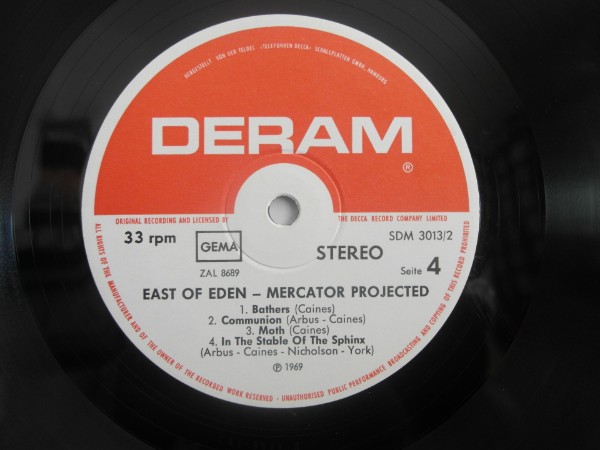 HERGESTELLT VON DER TELDEC »TELEFUNKEN-DECCA« SCHALLPLATTEN GMBH, HAMBURG
DERAM
®
ORIGINAL RECORDING AND LICENSED BY THE DECCA RECORD COMPANY LIMITED
33 rpm
GEMA
STEREO
SDM 3013/2
ZAL 8689
Seite 4
EAST OF EDEN – MERCATOR PROJECTED
1. Bathers (Caines)
2. Communion (Arbus - Caines)
3. Moth (Caines)
4. In The Stable Of The Sphinx
(Arbus - Caines - Nicholson - York)
℗ 1969
ALL RIGHTS OF THE MANUFACTURER AND OF THE OWNER OF THE RECORDED WORK RESERVED - UNAUTHORISED PUBLIC PERFORMANCE BROADCASTING AND COPYING OF THIS RECORD PROHIBITED